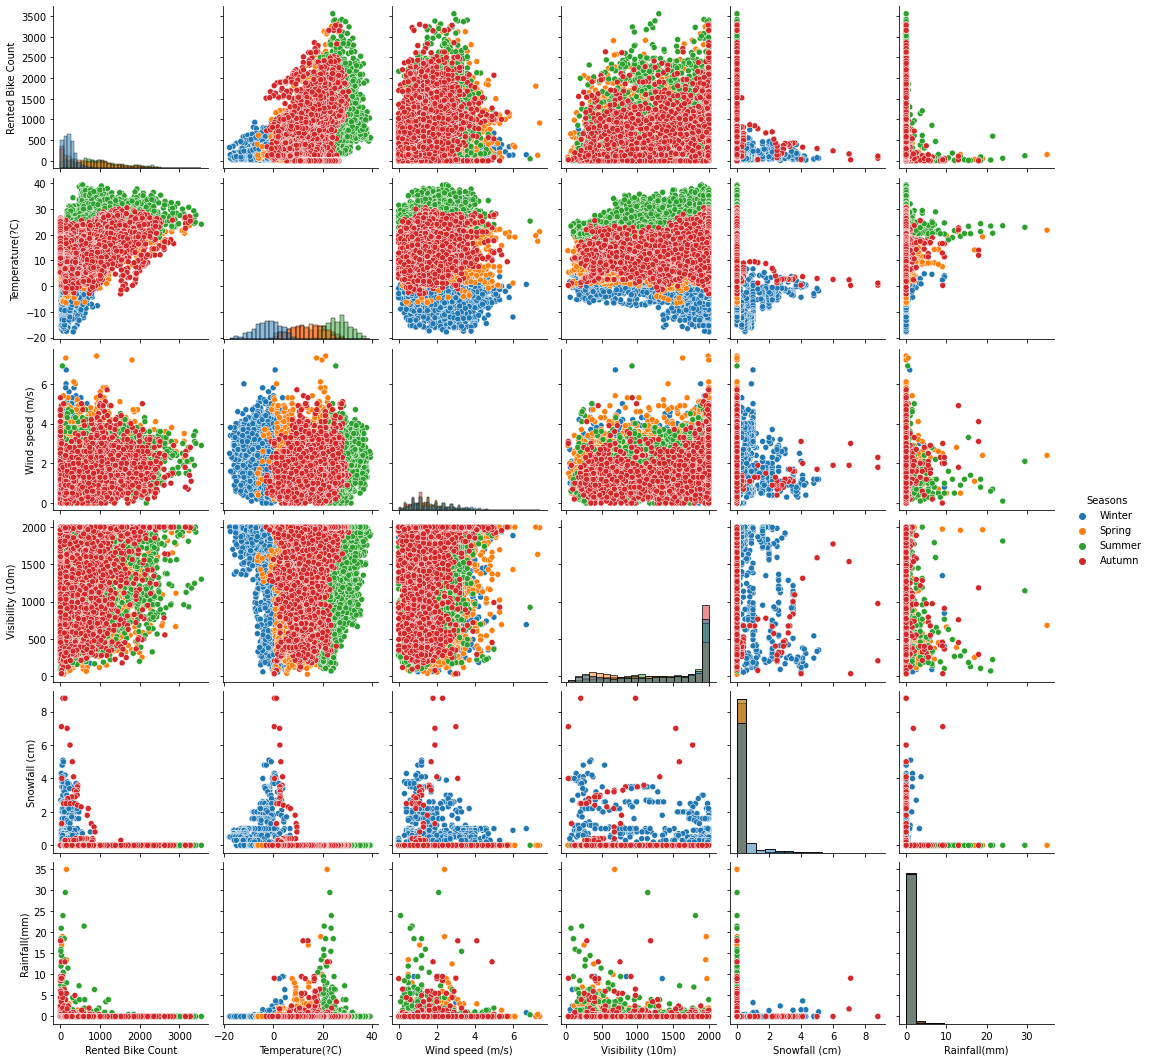 Rented Bike Count
3500
3000
2500
2000
1500
1000
500
0
Temperature(?C)
40
30
20
10
0
−10
−20
Wind speed (m/s)
6
4
2
0
Seasons
Winter
Spring
Summer
Autumn
Visibility (10m)
2000
1500
1000
500
0
Snowfall (cm)
8
6
4
2
0
Rainfall(mm)
35
30
25
20
15
10
5
0
0 1000 2000 3000
−20 0 20 40
0 2 4 6
0 500 1000 1500 2000
0 2 4 6 8
0 10 20 30
Rented Bike Count
Temperature(?C)
Wind speed (m/s)
Visibility (10m)
Snowfall (cm)
Rainfall(mm)